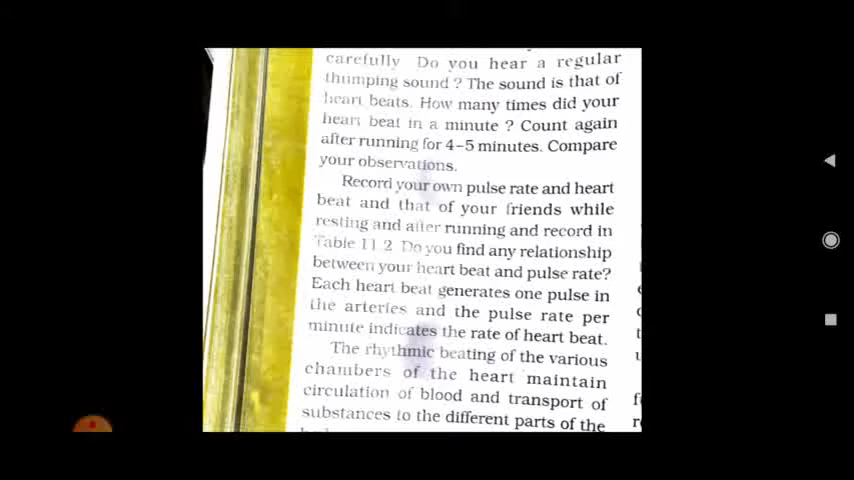 carefully Do you hear a regular
thumping sound ? The sound is that of
heart beats. How many times did your
heart beat in a minute ? Count again
after running for 4–5 minutes. Compare
your observations.
Record your own pulse rate and heart
beat and that of your friends while
resting and after running and record in
Table 11 2 Do you find any relationship
between your heart beat and pulse rate?
Each heart beat generates one pulse in
the arteries and the pulse rate per
minute indicates the rate of heart beat.
The rhythmic beating of the various
chambers of the heart maintain
circulation of blood and transport of
substances to the different parts of the